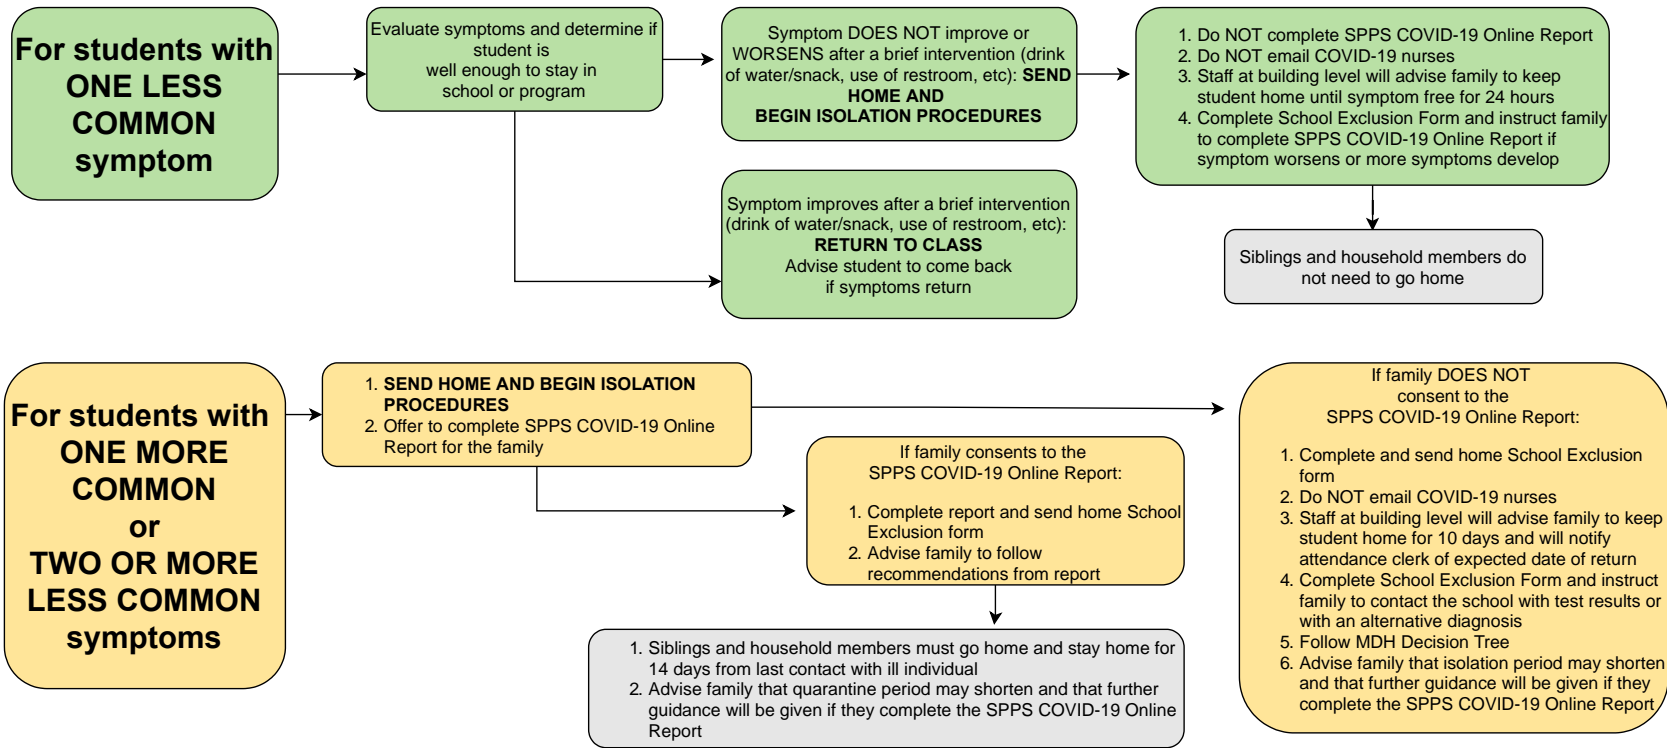 For students with
ONE LESS
COMMON
symptom
Evaluate symptoms and determine if
student is
well enough to stay in
school or program
Symptom DOES NOT improve or
WORSENS after a brief intervention (drink
of water/snack, use of restroom, etc): SEND
HOME AND
BEGIN ISOLATION PROCEDURES
1. Do NOT complete SPPS COVID-19 Online Report
2. Do NOT email COVID-19 nurses
3. Staff at building level will advise family to keep
student home until symptom free for 24 hours
4. Complete School Exclusion Form and instruct family
to complete SPPS COVID-19 Online Report if
symptom worsens or more symptoms develop
Symptom improves after a brief intervention
(drink of water/snack, use of restroom, etc):
RETURN TO CLASS
Advise student to come back
if symptoms return
Siblings and household members do
not need to go home
For students with
ONE MORE
COMMON
or
TWO OR MORE
LESS COMMON
symptoms
1. SEND HOME AND BEGIN ISOLATION
PROCEDURES
2. Offer to complete SPPS COVID-19 Online
Report for the family
If family consents to the
SPPS COVID-19 Online Report:
1. Complete report and send home School
Exclusion form
2. Advise family to follow
recommendations from report
1. Siblings and household members must go home and stay home for
14 days from last contact with ill individual
2. Advise family that quarantine period may shorten and that further
guidance will be given if they complete the SPPS COVID-19 Online
Report
If family DOES NOT
consent to the
SPPS COVID-19 Online Report:
1. Complete and send home School Exclusion
form
2. Do NOT email COVID-19 nurses
3. Staff at building level will advise family to keep
student home for 10 days and will notify
attendance clerk of expected date of return
4. Complete School Exclusion Form and instruct
family to contact the school with test results or
with an alternative diagnosis
5. Follow MDH Decision Tree
6. Advise family that isolation period may shorten
and that further guidance will be given if they
complete the SPPS COVID-19 Online Report